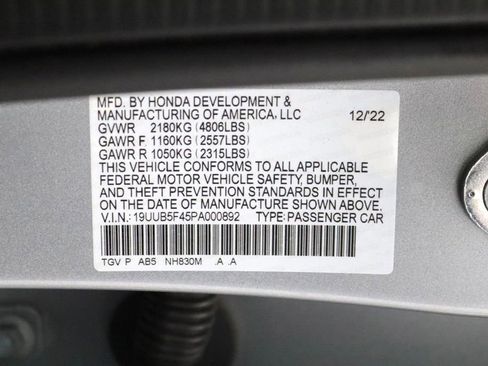 MFD. BY HONDA DEVELOPMENT &
MANUFACTURING OF AMERICA, LLC 12/'22
GVWR 2180KG (4806LBS)
GAWR F 1160KG (2557LBS)
GAWR R 1050KG (2315LBS)
THIS VEHICLE CONFORMS TO ALL APPLICABLE
FEDERAL MOTOR VEHICLE SAFETY, BUMPER,
AND THEFT PREVENTION STANDARDS IN EFFECT
ON THE DATE OF MANUFACTURE SHOWN ABOVE.
V.I.N.: 19UUB5F45PA000892 TYPE: PASSENGER CAR
TGV P AB5 NH830M .A .A